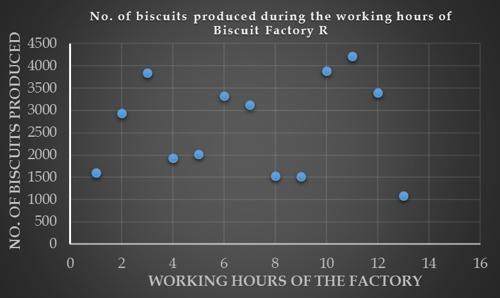 No. of biscuits produced during the working hours of
Biscuit Factory R
NO. OF BISCUITS PRODUCED
4500
4000
3500
3000
2500
2000
1500
1000
500
0
0 2 4 6 8 10 12 14 16
WORKING HOURS OF THE FACTORY